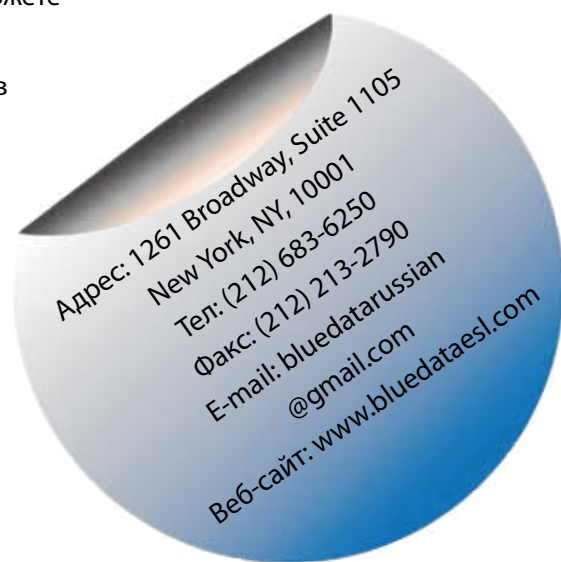 жете
в
Адрес: 1261 Broadway, Suite 1105
New York, NY, 10001
Тел: (212) 683-6250
Факс: (212) 213-2790
E-mail: bluedatarussian
@gmail.com
Веб-сайт: www.bluedataesl.com